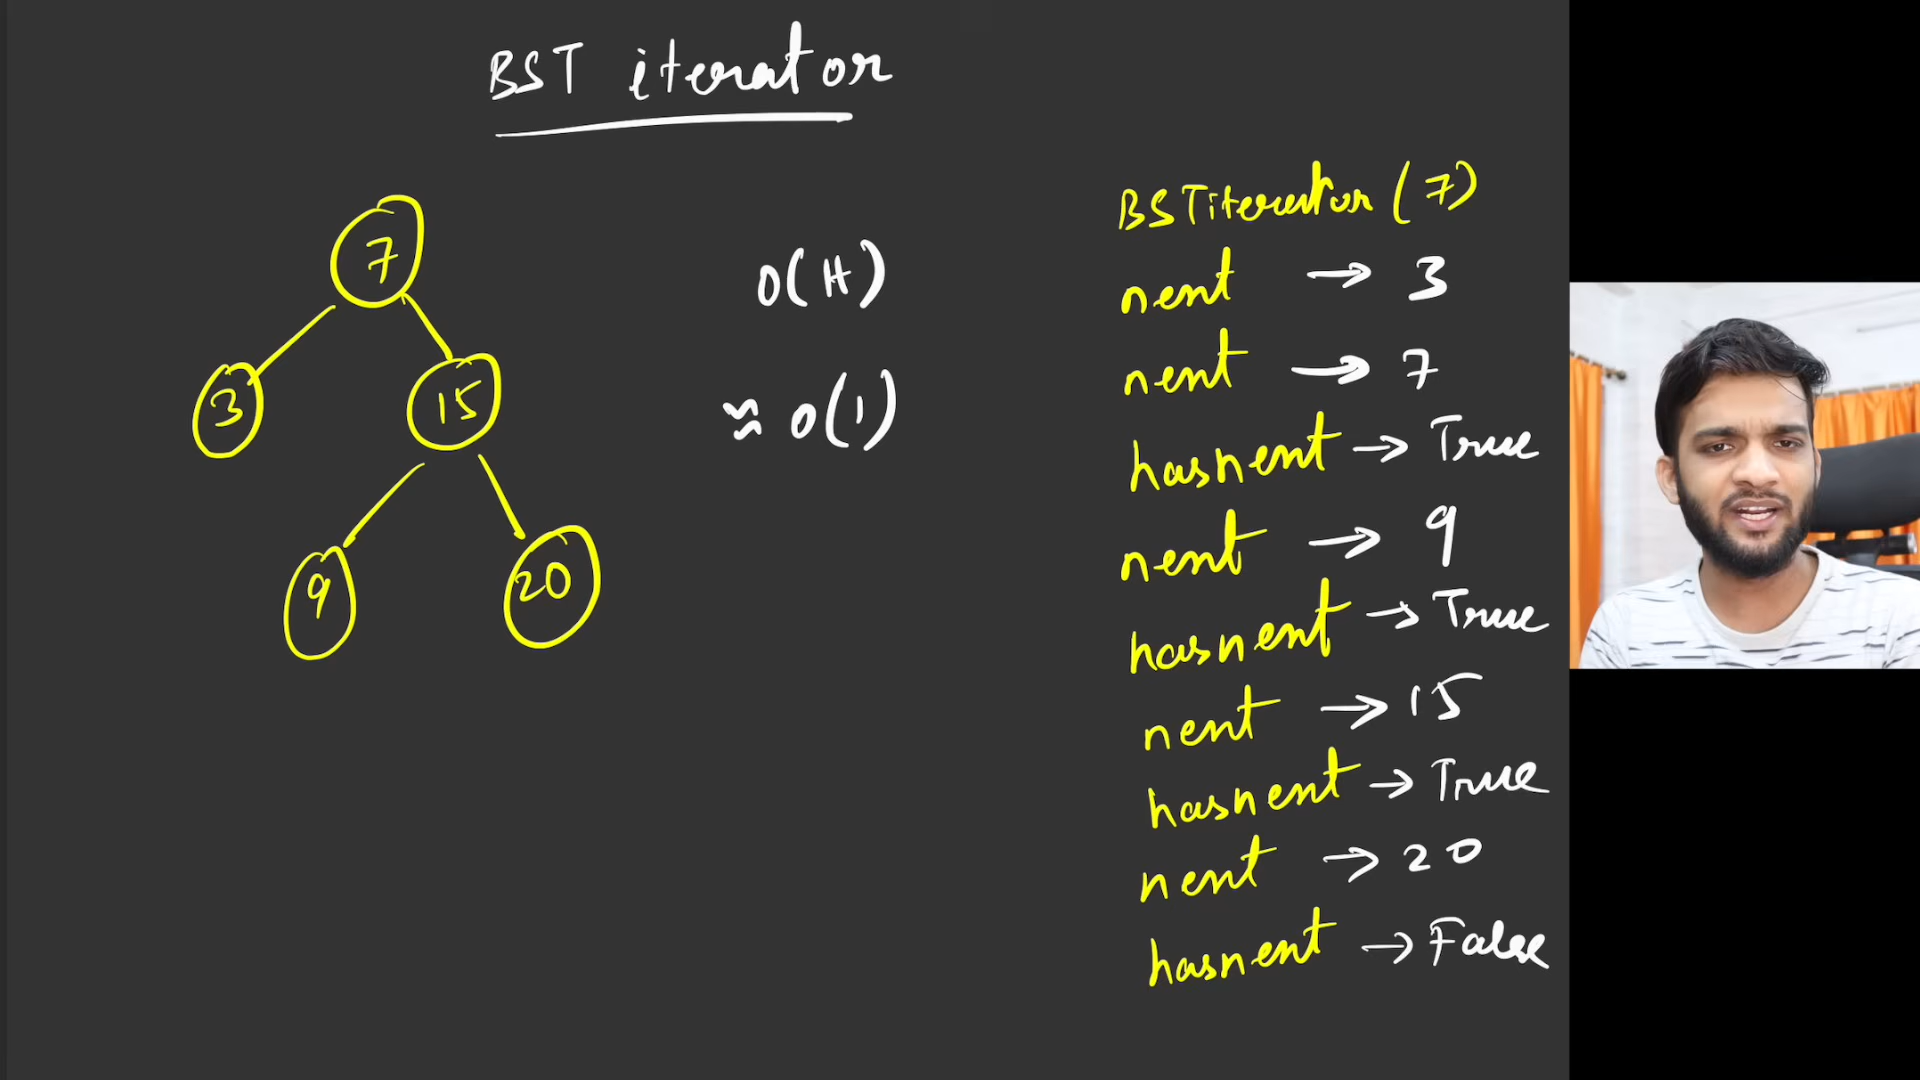 BST iterator
7
3
15
9
20
O(H)
≈ O(1)
BSTiterator (7)
next → 3
next → 7
hasnext → True
next → 9
hasnext → True
next → 15
hasnext → True
next → 20
hasnext → False